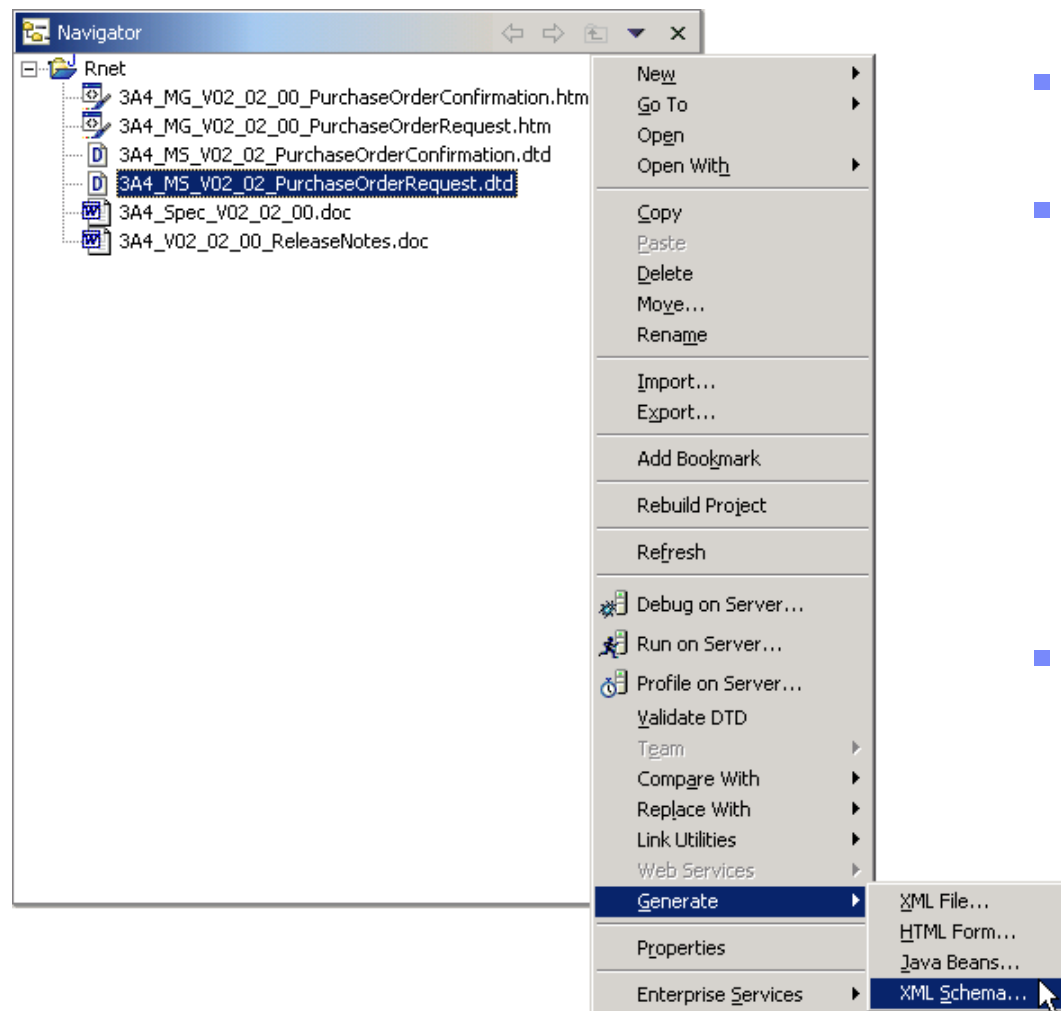 Navigator
Rnet
3A4_MG_V02_02_00_PurchaseOrderConfirmation.htm
3A4_MG_V02_02_00_PurchaseOrderRequest.htm
3A4_MS_V02_02_PurchaseOrderConfirmation.dtd
3A4_MS_V02_02_PurchaseOrderRequest.dtd
3A4_Spec_V02_02_00.doc
3A4_V02_02_00_ReleaseNotes.doc
New
Go To
Open
Open With
Copy
Paste
Delete
Move...
Rename
Import...
Export...
Add Bookmark
Rebuild Project
Refresh
Debug on Server...
Run on Server...
Profile on Server...
Validate DTD
Team
Compare With
Replace With
Link Utilities
Web Services
Generate
Properties
Enterprise Services
XML File...
HTML Form...
Java Beans...
XML Schema...